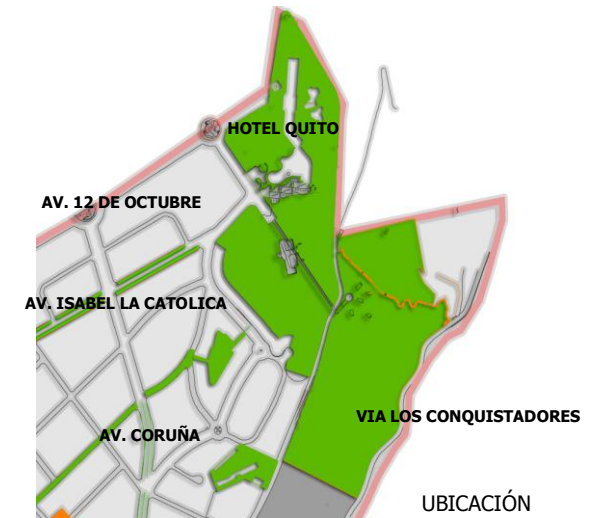 HOTEL QUITO
AV. 12 DE OCTUBRE
AV. ISABEL LA CATOLICA
VIA LOS CONQUISTADORES
AV. CORUÑA
UBICACIÓN